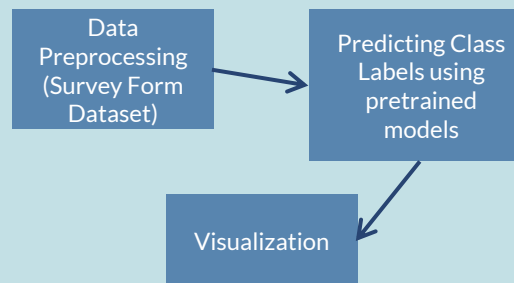 Data
Preprocessing
(Survey Form
Dataset)
Predicting Class
Labels using
pretrained
models
Visualization